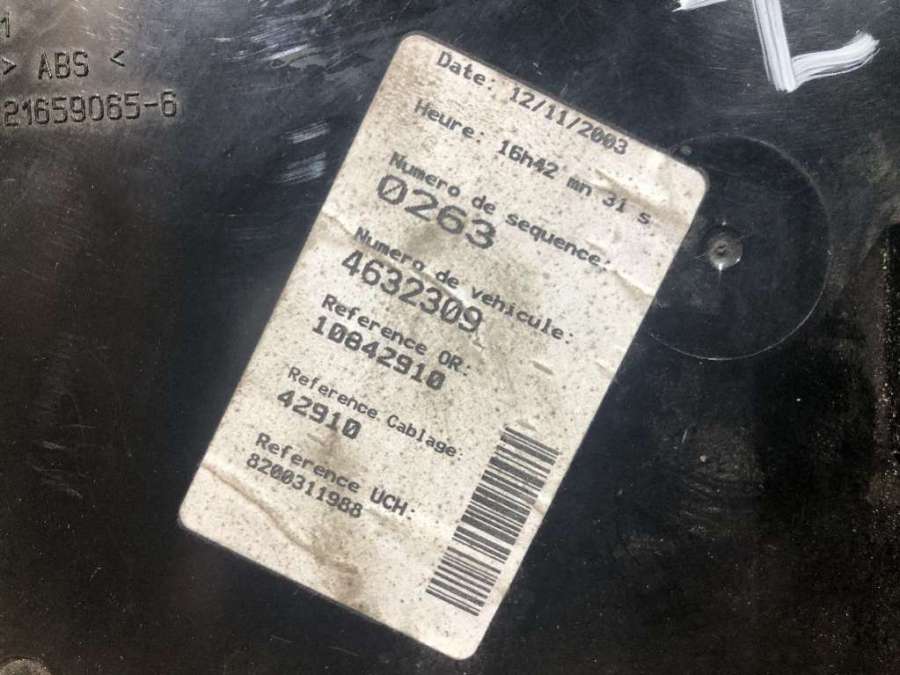 > ABS <
21659065-6
Date: 12/11/2003
Heure: 16h42 mn 31 s
Numero de sequence:
0263
Numero de vehicule:
4632309
Reference OR:
10842910
Reference Cablage:
42910
Reference UCH:
8200311988